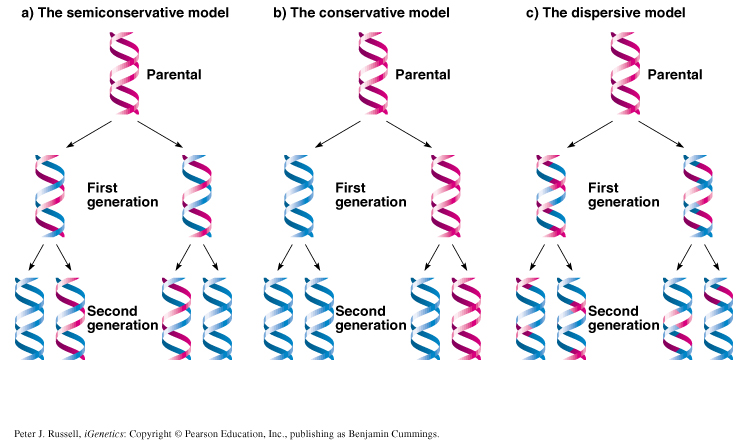 a) The semiconservative model
Parental
First
generation
Second
generation
b) The conservative model
Parental
First
generation
Second
generation
c) The dispersive model
Parental
First
generation
Second
generation
Peter J. Russell, iGenetics: Copyright © Pearson Education, Inc., publishing as Benjamin Cummings.